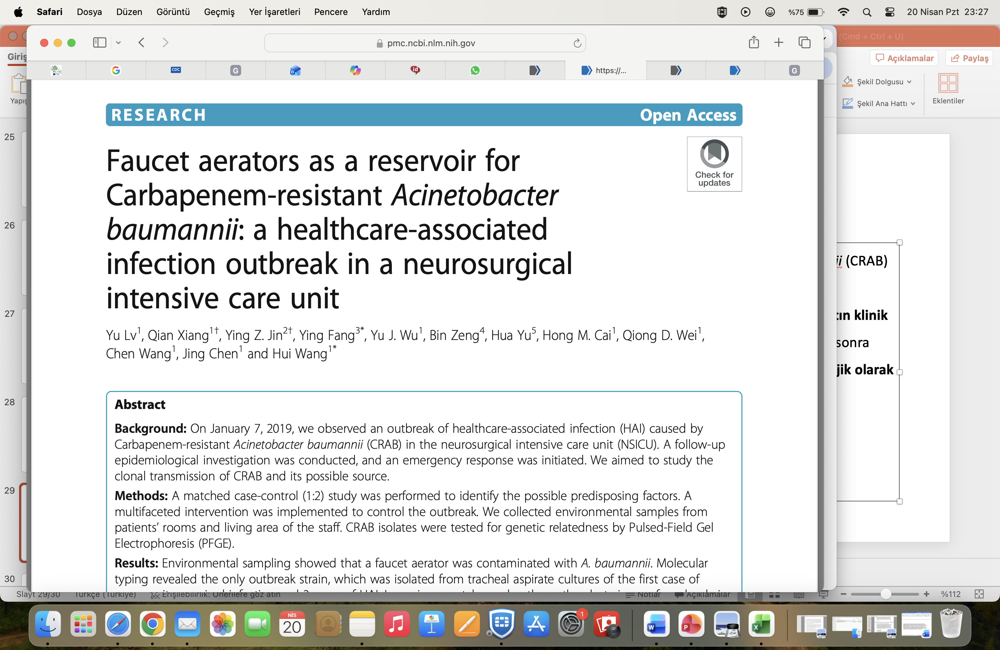 Safari Dosya Düzen Görüntü Geçmiş Yer İşaretleri Pencere Yardım %75 20 Nisan Pzt 23:27
(Cmd + Ctrl + U)
pmc.ncbi.nlm.nih.gov
Giriş
Açıklamalar Paylaş
CDC G id https://... G
Yapış
Şekil Dolgusu
Şekil Ana Hattı
Eklentiler
RESEARCH Open Access
25
Check for
updates
Faucet aerators as a reservoir for
Carbapenem-resistant Acinetobacter
baumannii: a healthcare-associated
infection outbreak in a neurosurgical
intensive care unit
26
27
28
29
30
ii (CRAB)
ın klinik
sonra
jik olarak
Yu Lv1, Qian Xiang1†, Ying Z. Jin2†, Ying Fang3*, Yu J. Wu1, Bin Zeng4, Hua Yu5, Hong M. Cai1, Qiong D. Wei1,
Chen Wang1, Jing Chen1 and Hui Wang1*
Abstract
Background: On January 7, 2019, we observed an outbreak of healthcare-associated infection (HAI) caused by
Carbapenem-resistant Acinetobacter baumannii (CRAB) in the neurosurgical intensive care unit (NSICU). A follow-up
epidemiological investigation was conducted, and an emergency response was initiated. We aimed to study the
clonal transmission of CRAB and its possible source.
Methods: A matched case-control (1:2) study was performed to identify the possible predisposing factors. A
multifaceted intervention was implemented to control the outbreak. We collected environmental samples from
patients’ rooms and living area of the staff. CRAB isolates were tested for genetic relatedness by Pulsed-Field Gel
Electrophoresis (PFGE).
Results: Environmental sampling showed that a faucet aerator was contaminated with A. baumannii. Molecular
typing revealed the only outbreak strain, which was isolated from tracheal aspirate cultures of the first case of
Slayt 29/30 Türkçe (Türkiye) Erişilebilirlik: Önerilere göz atın Notlar Açıklamalar %112
NİS
20
1
W P X